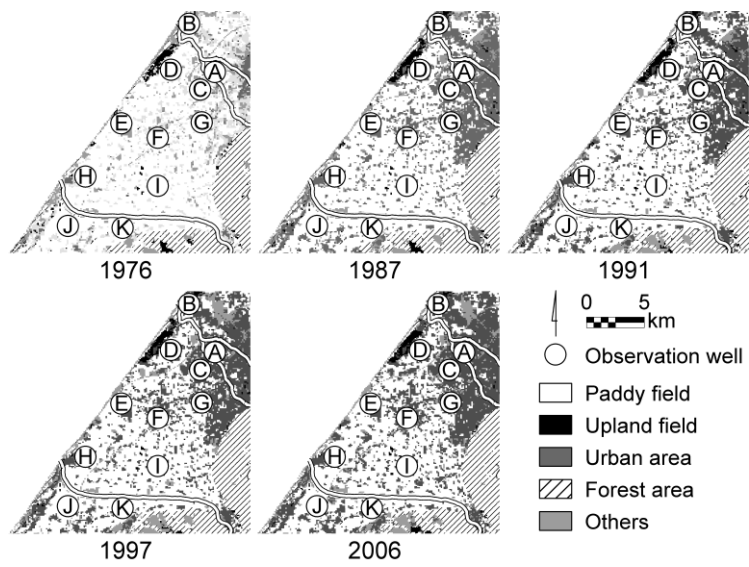 B
D A
C
E G
F
H
I
J K
1976
B
D A
C
E G
F
H
I
J K
1987
B
D A
C
E G
F
H
I
J K
1991
B
D A
C
E G
F
H
I
J K
1997
B
D A
C
E G
F
H
I
J K
2006
0 5
km
Observation well
Paddy field
Upland field
Urban area
Forest area
Others